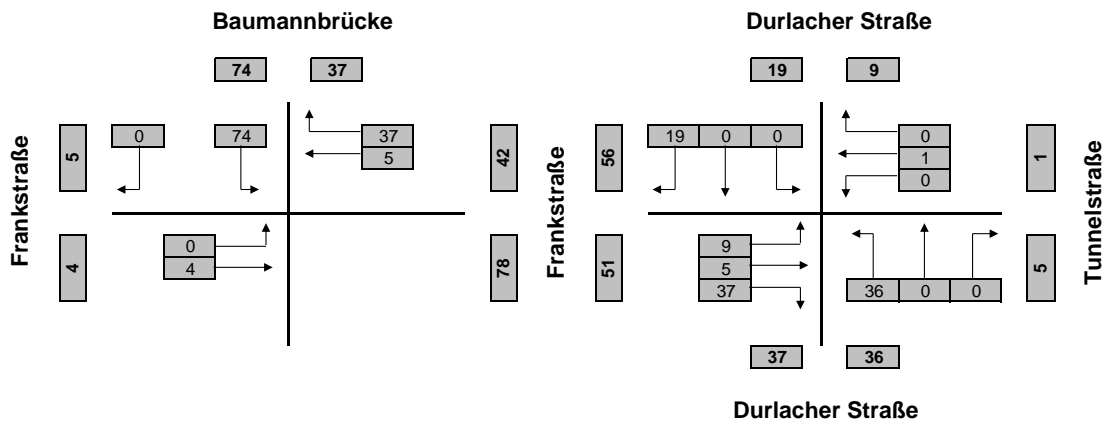 Baumannbrücke
Durlacher Straße
74 37
19 9
Frankstraße
5
4
0 74
37
5
0
4
42
78
Frankstraße
56
51
19 0 0
0
1
0
9
5
37
36 0 0
1
5
Tunnelstraße
37 36
Durlacher Straße